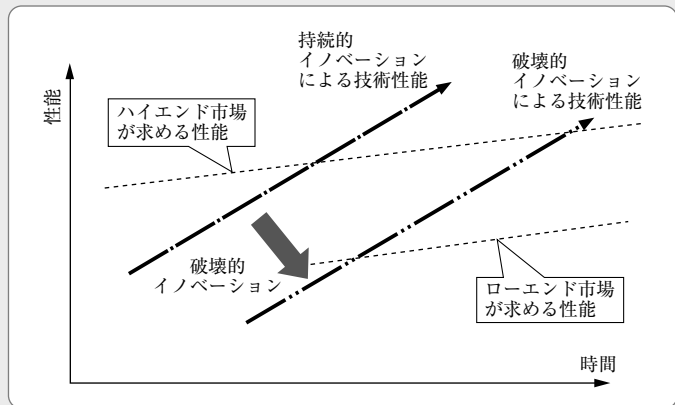 持続的
イノベーション
による技術性能
破壊的
イノベーション
による技術性能
性能
ハイエンド市場
が求める性能
破壊的
イノベーション
ローエンド市場
が求める性能
時間